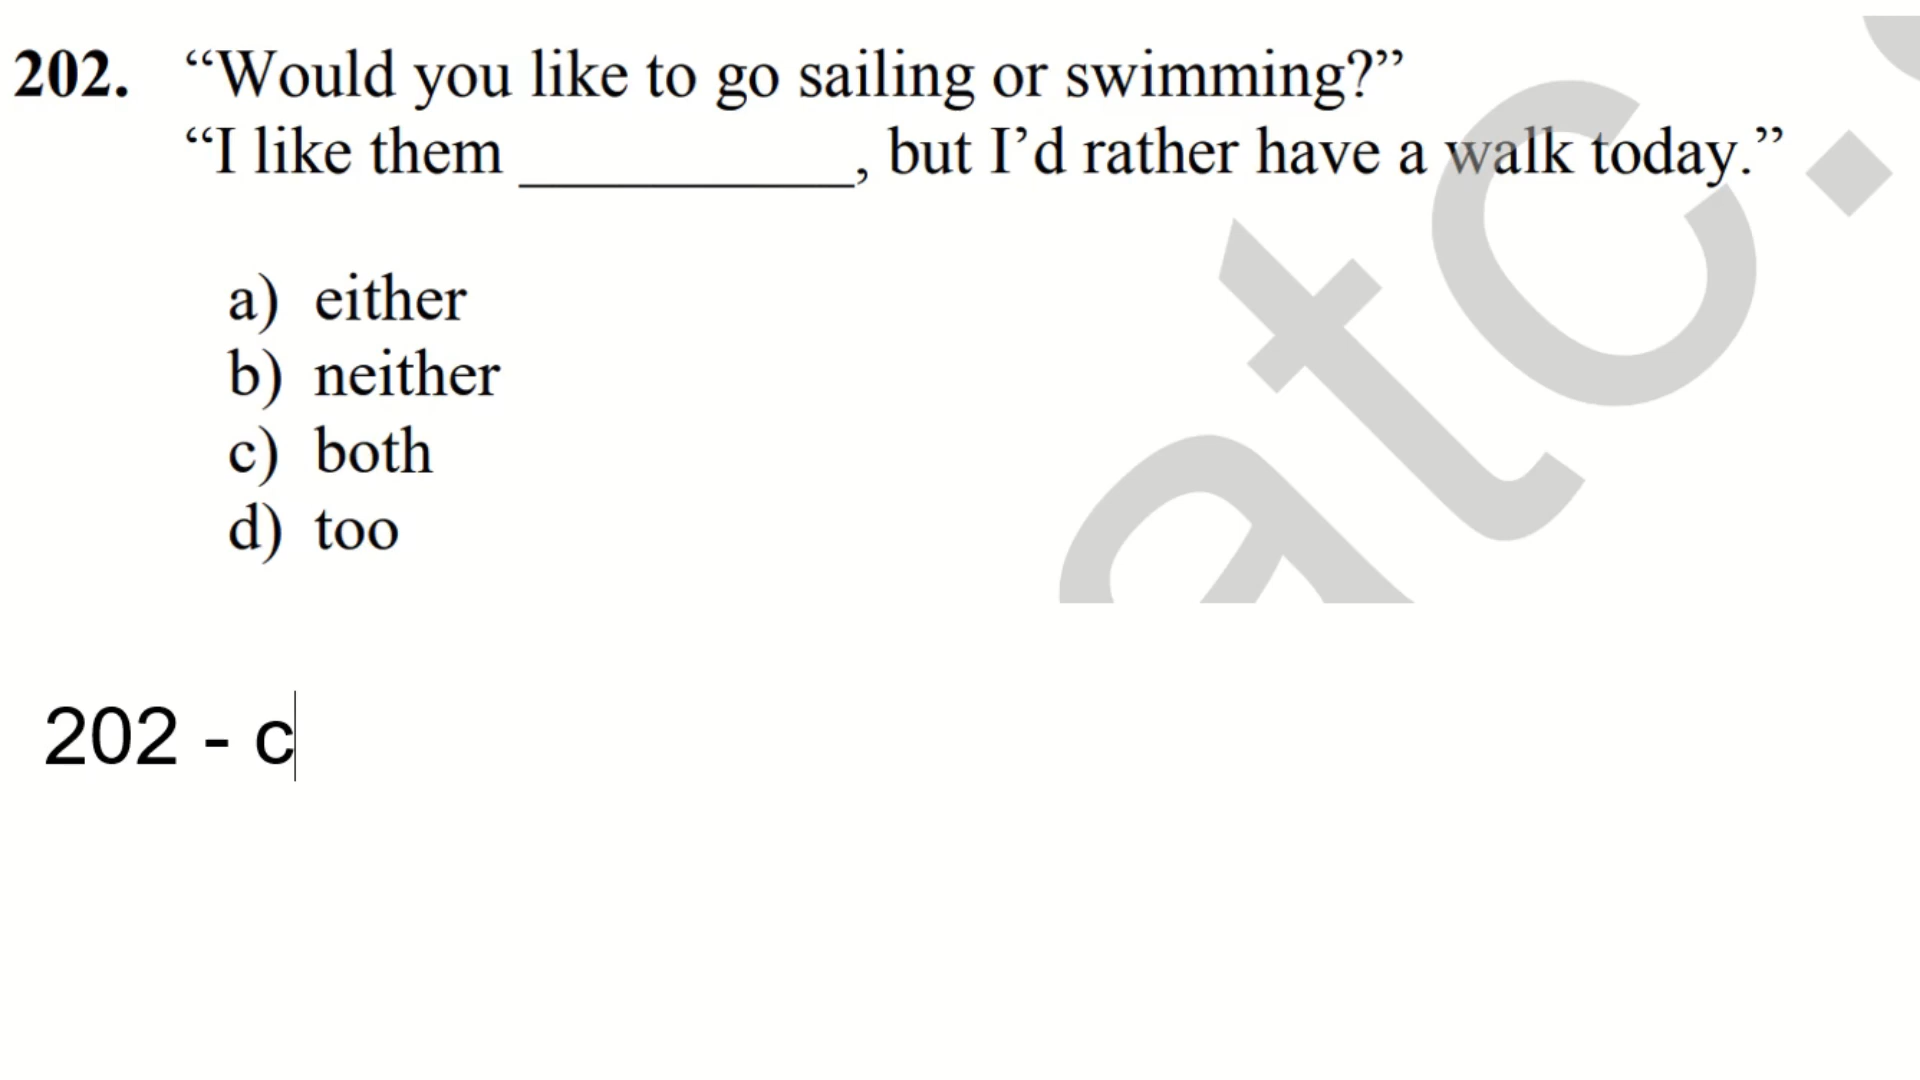 202. “Would you like to go sailing or swimming?”
“I like them __________, but I’d rather have a walk today.”
a) either
b) neither
c) both
d) too
atc.
202 - c